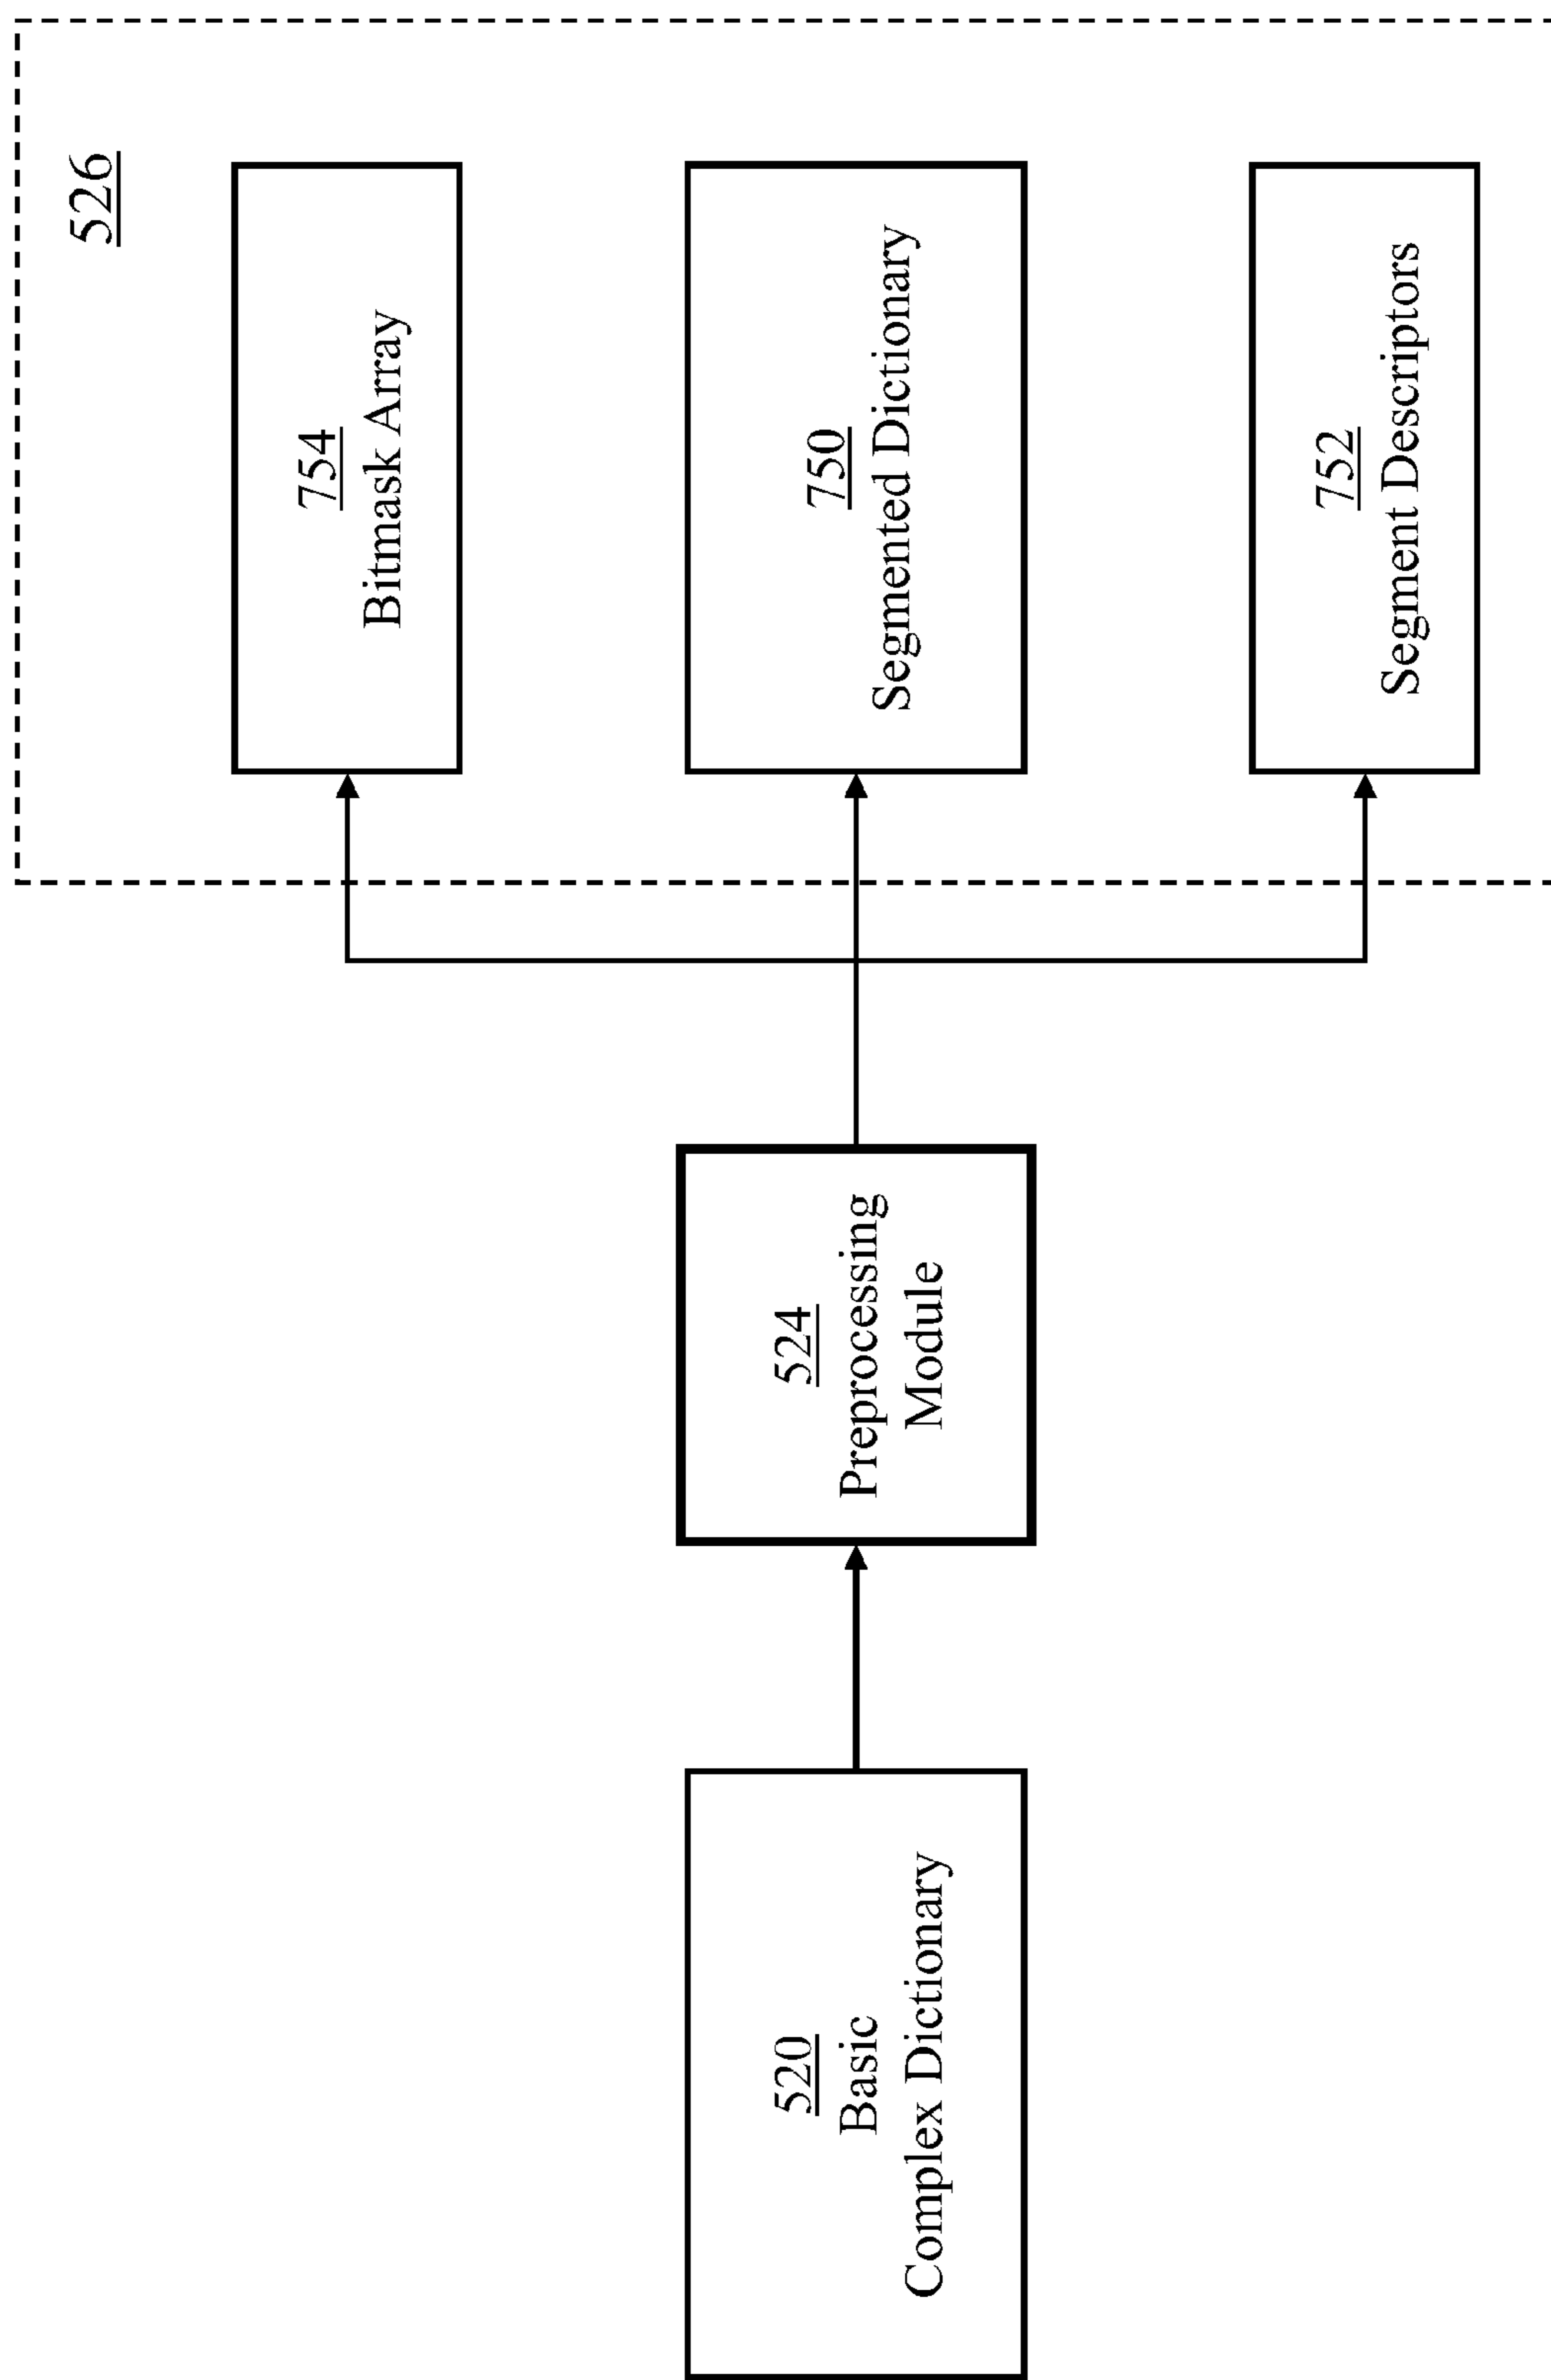 520
Basic
Complex Dictionary
524
Preprocessing
Module
526
754
Bitmask Array
750
Segmented Dictionary
752
Segment Descriptors